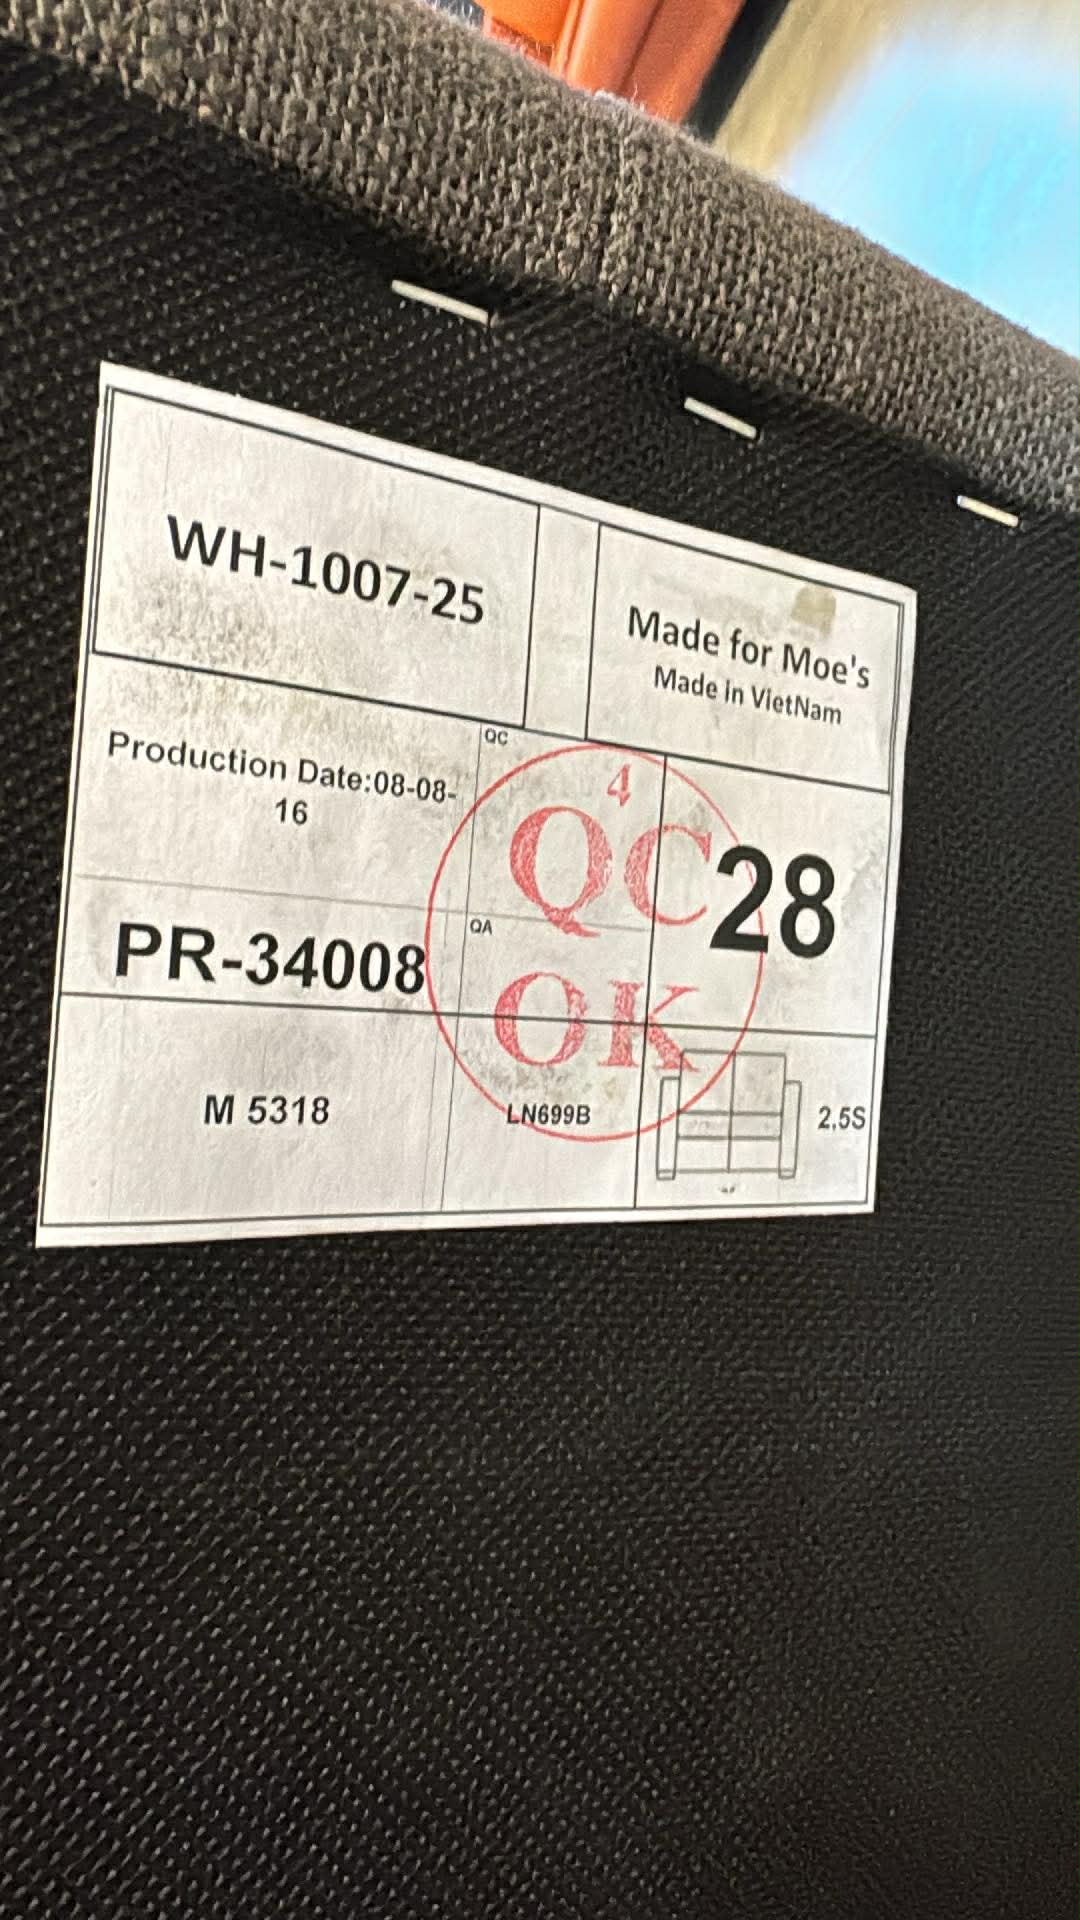 WH-1007-25
Made for Moe's
Made in VietNam
Production Date:08-08-
16
QC
4
QC
28
PR-34008
QA
OK
M 5318
LN699B
2.5S